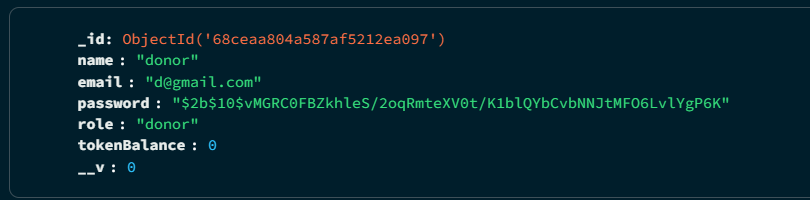 _id: ObjectId('68ceaa804a587af5212ea097')
name : "donor"
email : "d@gmail.com"
password : "$2b$10$vMGRC0FBZkhleS/2oqRmteXV0t/K1blQYbCvbNNJtMFO6LvlYgP6K"
role : "donor"
tokenBalance : 0
__v : 0